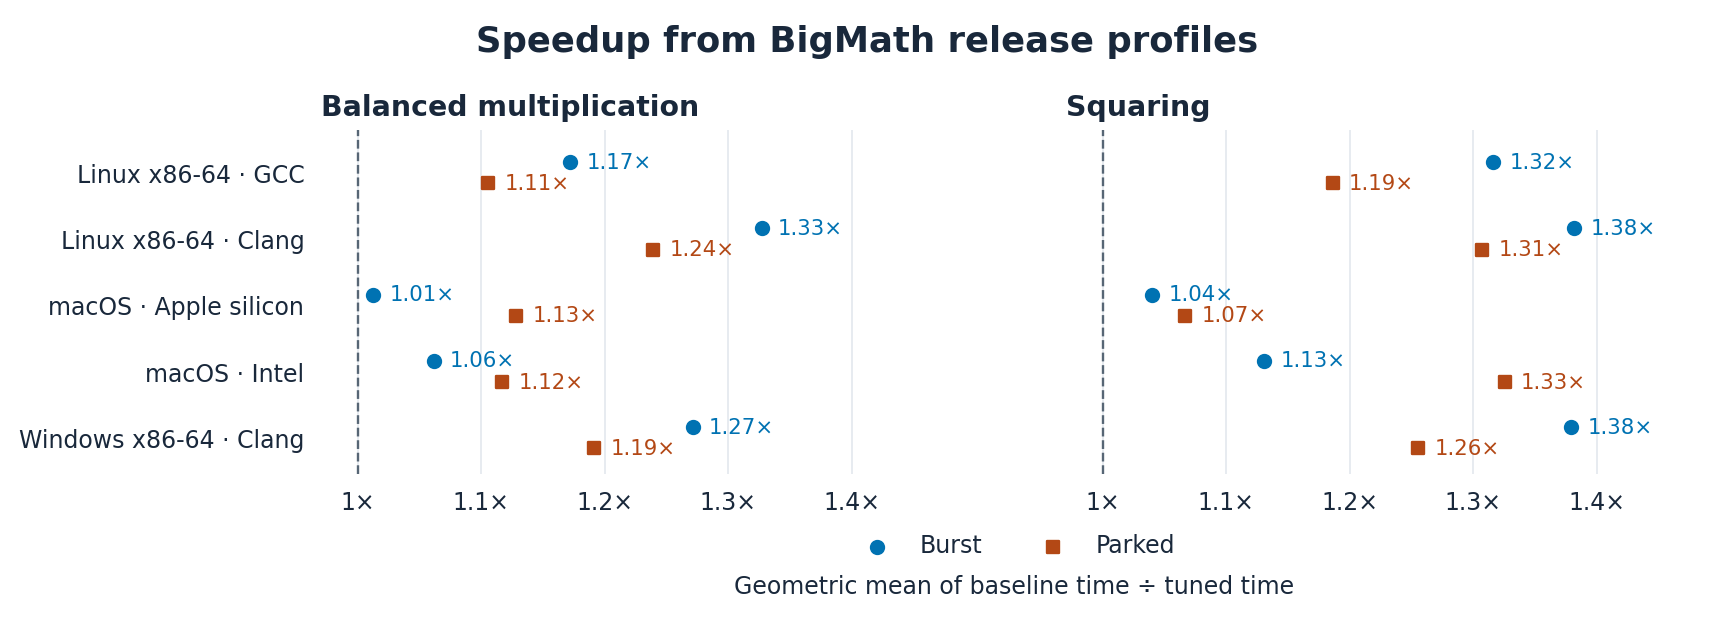 Speedup from BigMath release profiles
Balanced multiplication
Squaring
Linux x86-64 · GCC
1.17×
1.11×
1.32×
1.19×
Linux x86-64 · Clang
1.33×
1.24×
1.38×
1.31×
macOS · Apple silicon
1.01×
1.13×
1.04×
1.07×
macOS · Intel
1.06×
1.12×
1.13×
1.33×
Windows x86-64 · Clang
1.27×
1.19×
1.38×
1.26×
1× 1.1× 1.2× 1.3× 1.4×
1× 1.1× 1.2× 1.3× 1.4×
Burst Parked
Geometric mean of baseline time ÷ tuned time